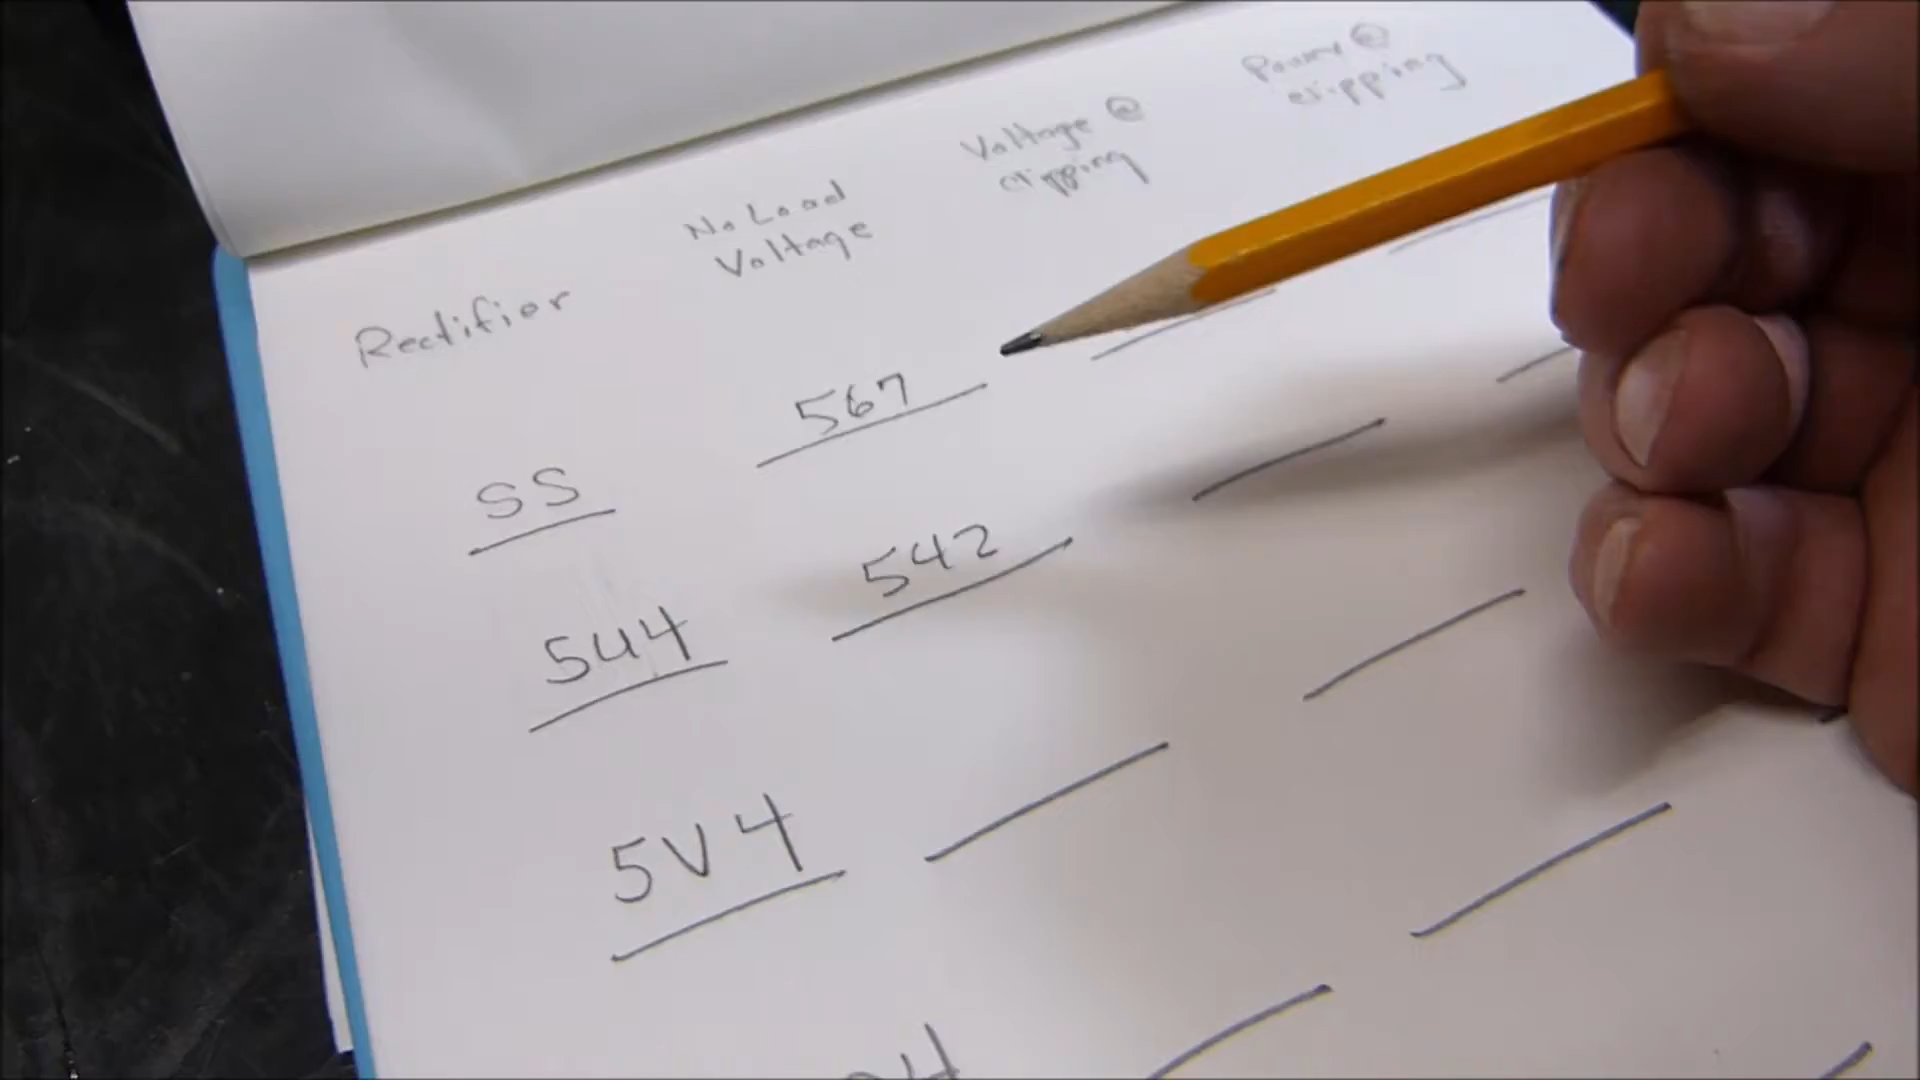 Rectifier
No Load
Voltage
Voltage @
clipping
Power @
clipping
SS
567
5U4
542
5V4